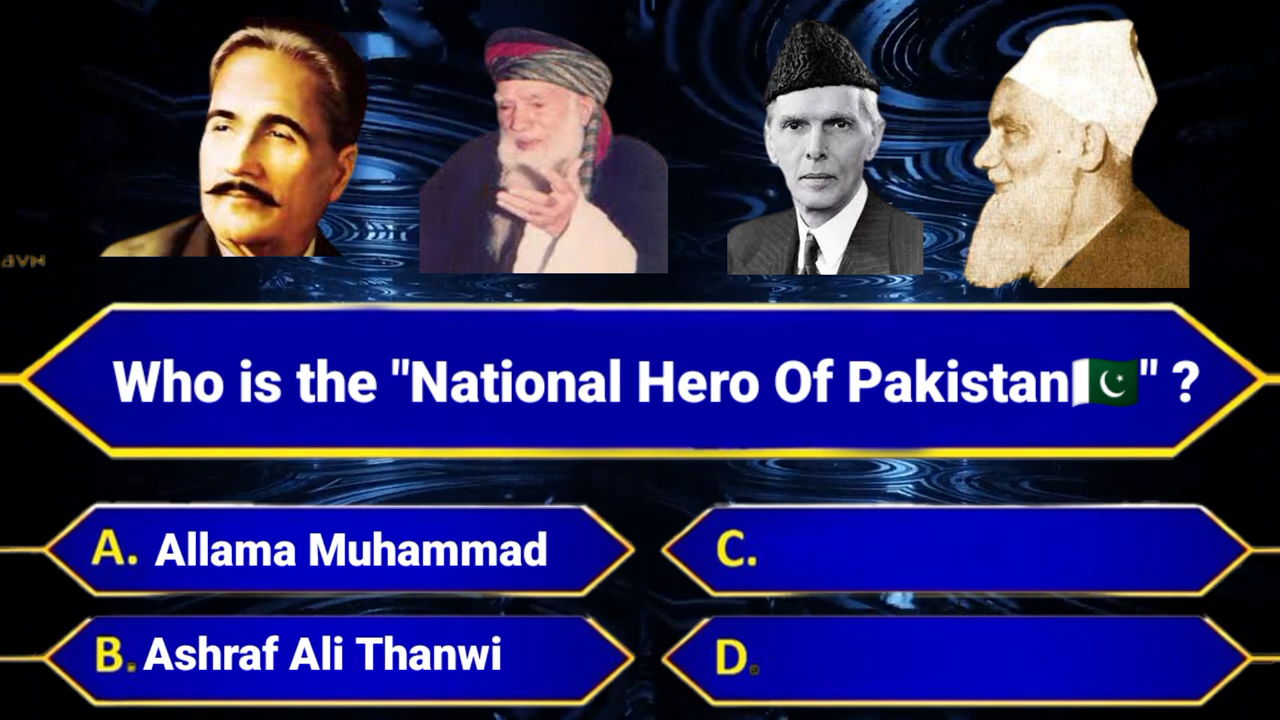 Who is the "National Hero Of Pakistan🇵🇰" ?
A. Allama Muhammad
C.
B. Ashraf Ali Thanwi
D.